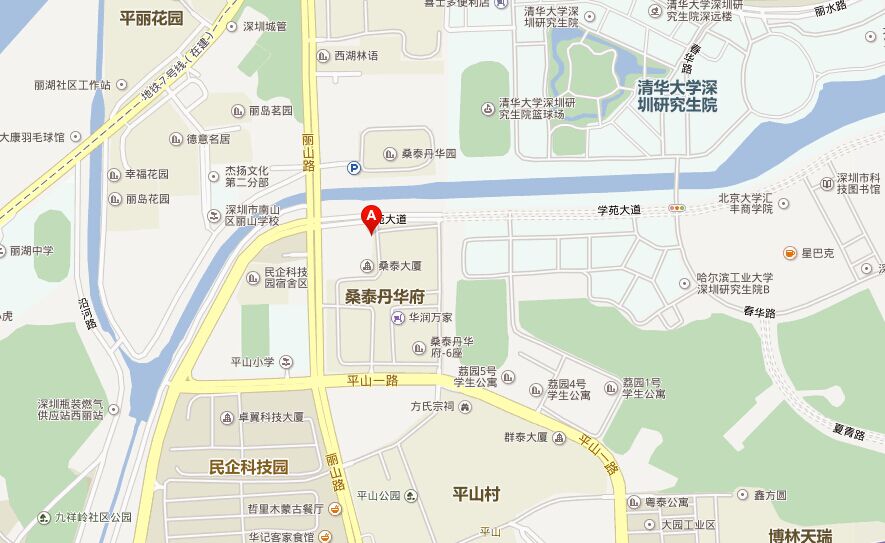 平丽花园
深圳城管
喜士多便利店
清华大学深圳
研究生院
清华大学深圳研
究生院深远楼
丽水路
西湖林语
春华路
丽湖社区工作站
地铁-7号线（在建）
清华大学深
圳研究生院
清华大学深圳研
究生院篮球场
丽岛茗园
大康羽毛球馆
德意名居
丽山路
桑泰丹华园
P
幸福花园
杰扬文化
第二分部
丽岛花园
深圳市南山
区丽山学校
A
苑大道
学苑大道
北京大学汇
丰商学院
深圳市科
技图书馆
丽湖中学
星巴克
桑泰大厦
民企科技
园宿舍区
哈尔滨工业大学
深圳研究生院B
深圳
桑泰丹华府
沿河路
小虎
华润万家
春华路
桑泰丹华
府-6座
平山小学
平山一路
荔园5号
学生公寓
荔园4号
学生公寓
荔园1号
学生公寓
深圳瓶装燃气
供应站西丽站
卓翼科技大厦
方氏宗祠
群泰大厦
夏青路
平山一路
民企科技园
丽山路
平山公园
平山村
粤泰公寓
鑫方圆
哲里木蒙古餐厅
九祥岭社区公园
华记客家食馆
平山
大园工业区
博林天瑞